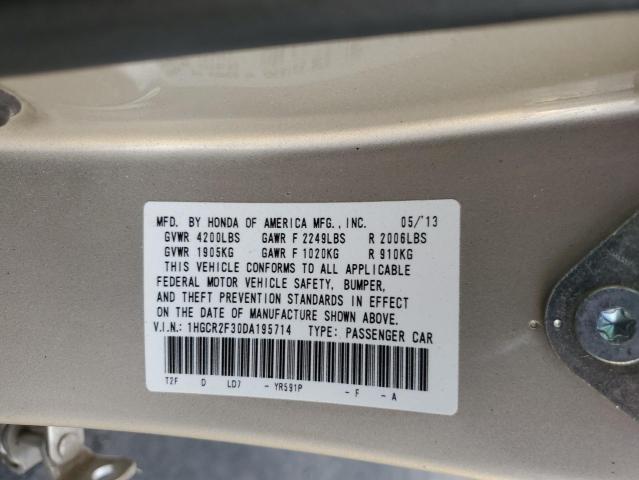 MFD. BY HONDA OF AMERICA MFG., INC. 05/'13
GVWR 4200LBS GAWR F 2249LBS R 2006LBS
GVWR 1905KG GAWR F 1020KG R 910KG
THIS VEHICLE CONFORMS TO ALL APPLICABLE
FEDERAL MOTOR VEHICLE SAFETY, BUMPER,
AND THEFT PREVENTION STANDARDS IN EFFECT
ON THE DATE OF MANUFACTURE SHOWN ABOVE.
V.I.N.: 1HGCR2F30DA195714 TYPE: PASSENGER CAR
T2F D LD7 - YR591P - F - A